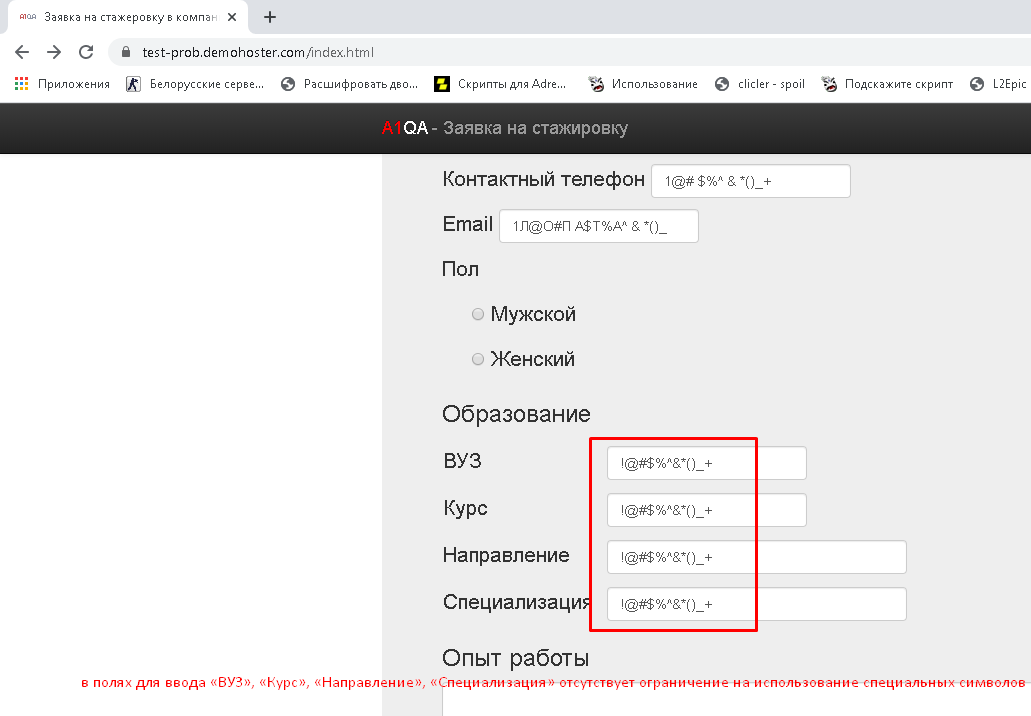 A1QA Заявка на стажировку в компан
test-prob.demohoster.com/index.html
Приложения Белорусские серве... Расшифровать дво... Скрипты для Adre... Использование clicler - spoil Подскажите скрипт L2Epic
A1QA - Заявка на стажировку
Контактный телефон 1@# $%^ & *()_+
Email 1Л@О#П А$Т%А^ & *()_
Пол
Мужской
Женский
Образование
ВУЗ !@#$%^&*()_+
Курс !@#$%^&*()_+
Направление !@#$%^&*()_+
Специализация !@#$%^&*()_+
Опыт работы
в полях для ввода «ВУЗ», «Курс», «Направление», «Специализация» отсутствует ограничение на использование специальных символов